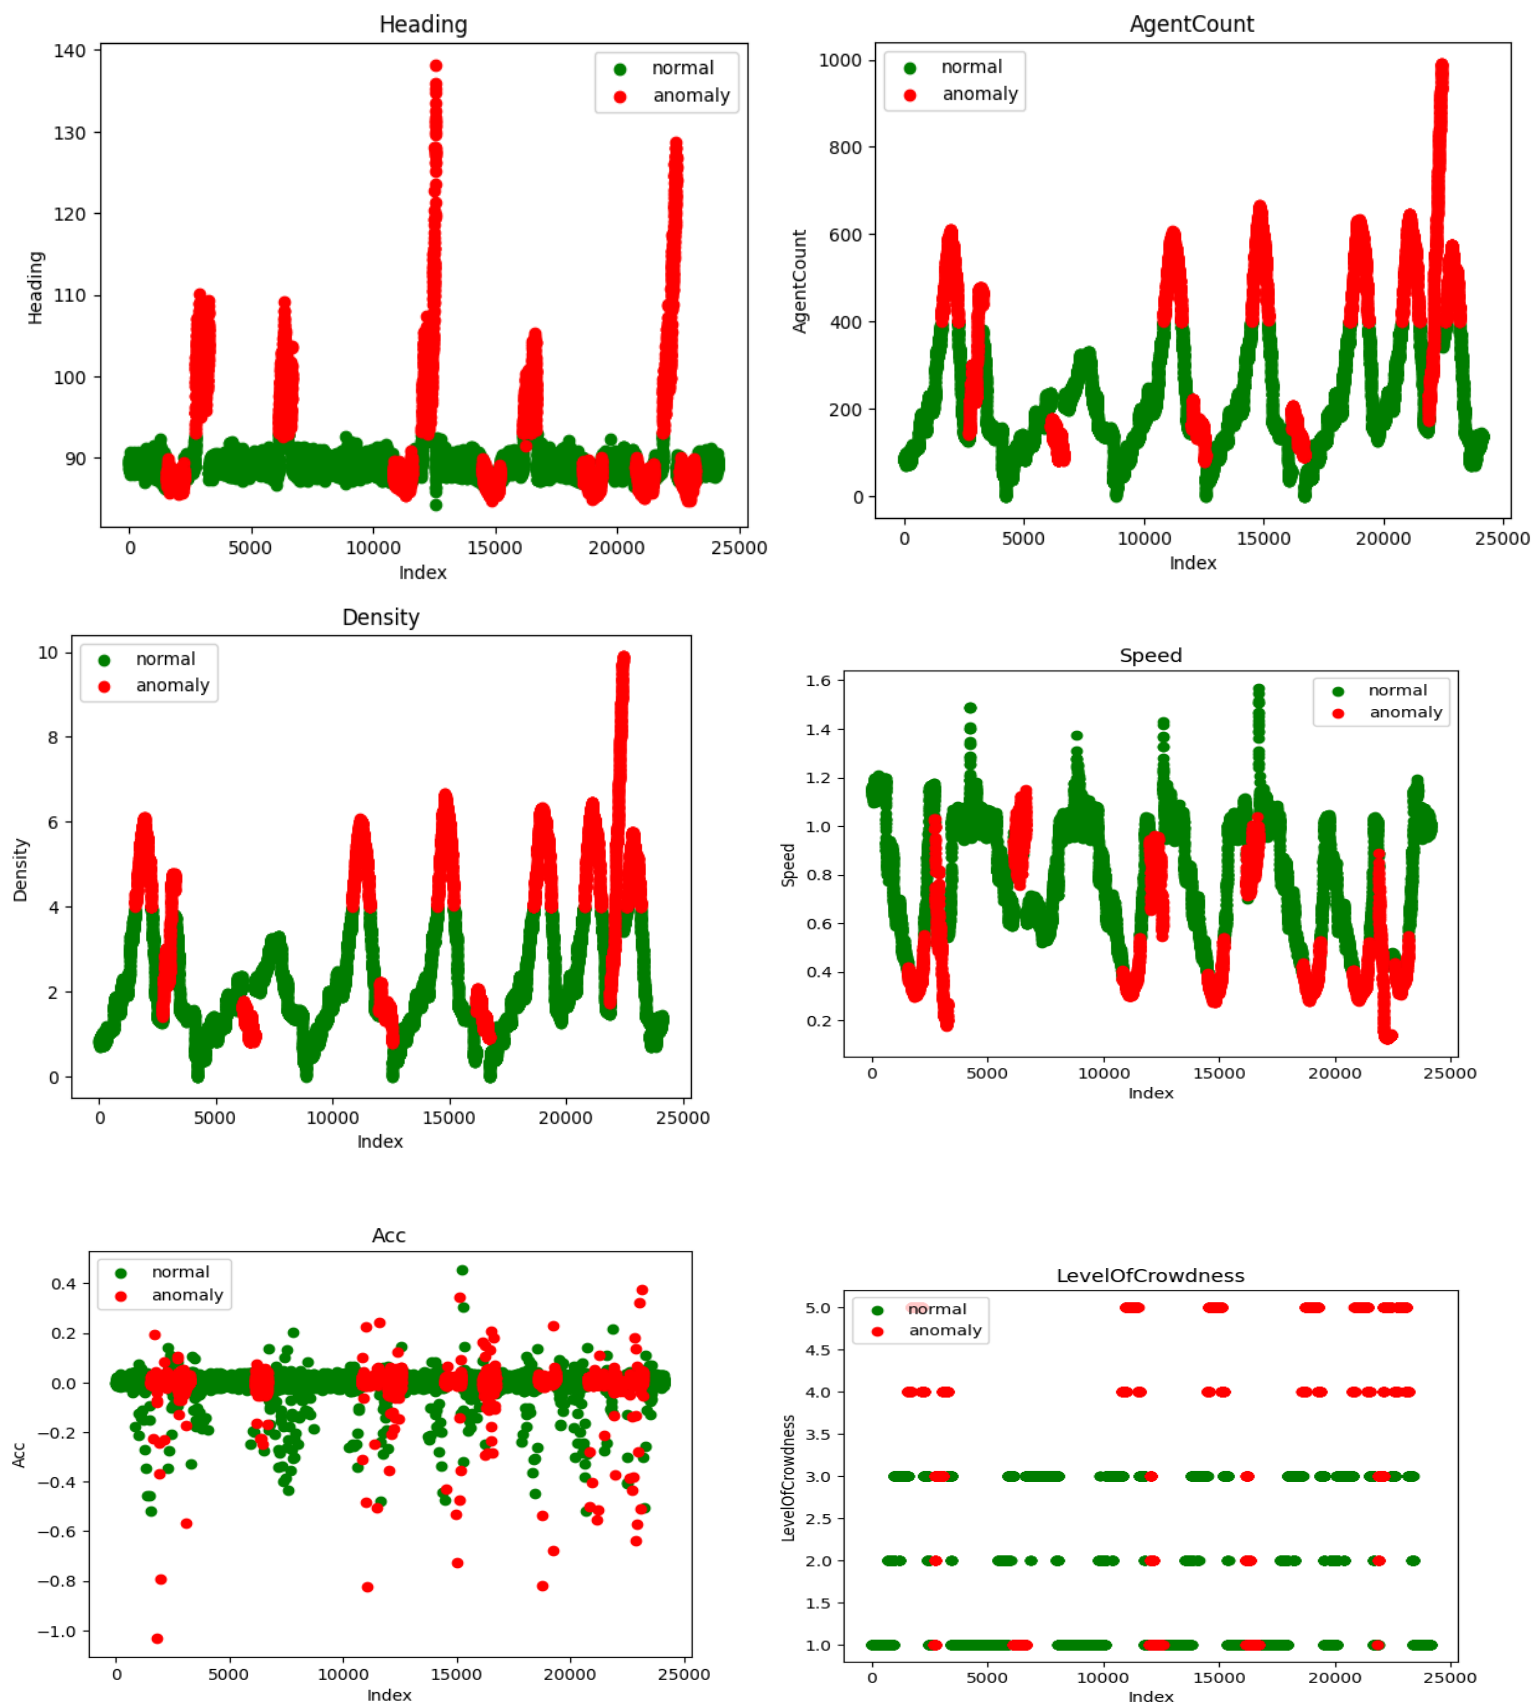 Heading
normal
anomaly
140
130
120
110
100
90
Heading
0 5000 10000 15000 20000 25000
Index
AgentCount
normal
anomaly
1000
800
600
400
200
0
AgentCount
0 5000 10000 15000 20000 25000
Index
Density
normal
anomaly
10
8
6
4
2
0
Density
0 5000 10000 15000 20000 25000
Index
Speed
normal
anomaly
1.6
1.4
1.2
1.0
0.8
0.6
0.4
0.2
Speed
0 5000 10000 15000 20000 25000
Index
Acc
normal
anomaly
0.4
0.2
0.0
−0.2
−0.4
−0.6
−0.8
−1.0
Acc
0 5000 10000 15000 20000 25000
Index
LevelOfCrowdness
normal
anomaly
5.0
4.5
4.0
3.5
3.0
2.5
2.0
1.5
1.0
LevelOfCrowdness
0 5000 10000 15000 20000 25000
Index